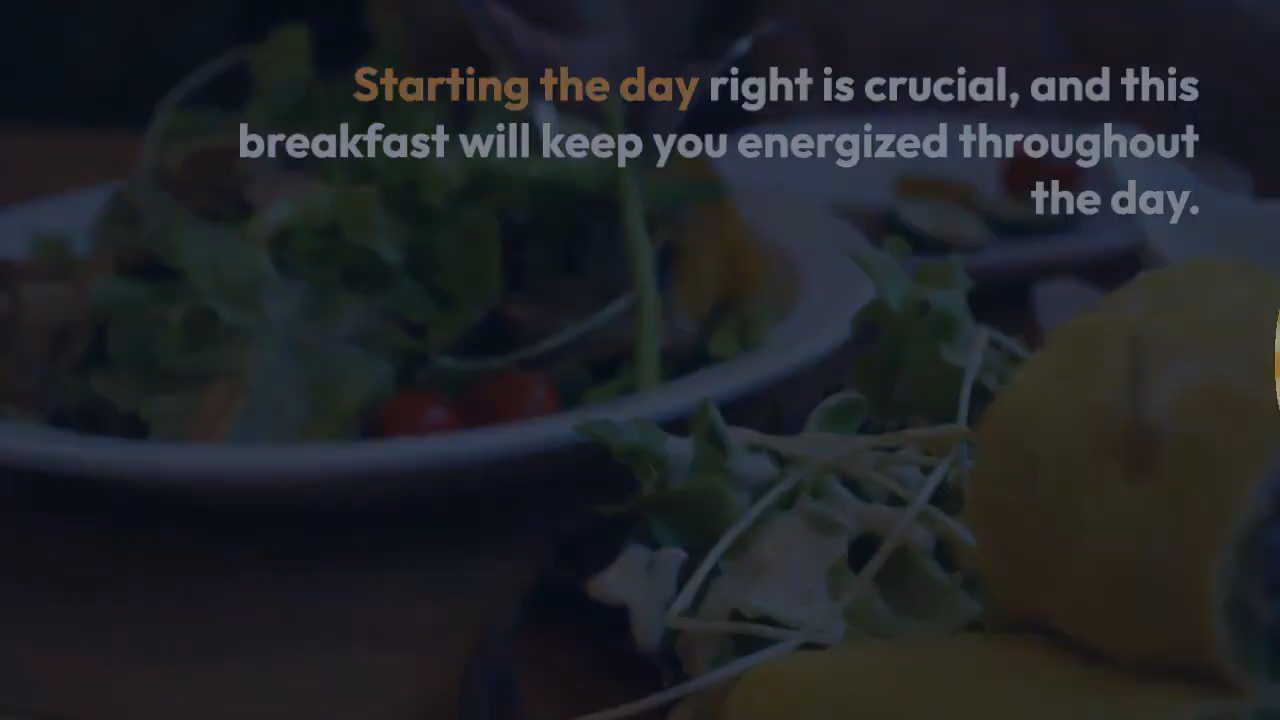 Starting the day right is crucial, and this
breakfast will keep you energized throughout
the day.